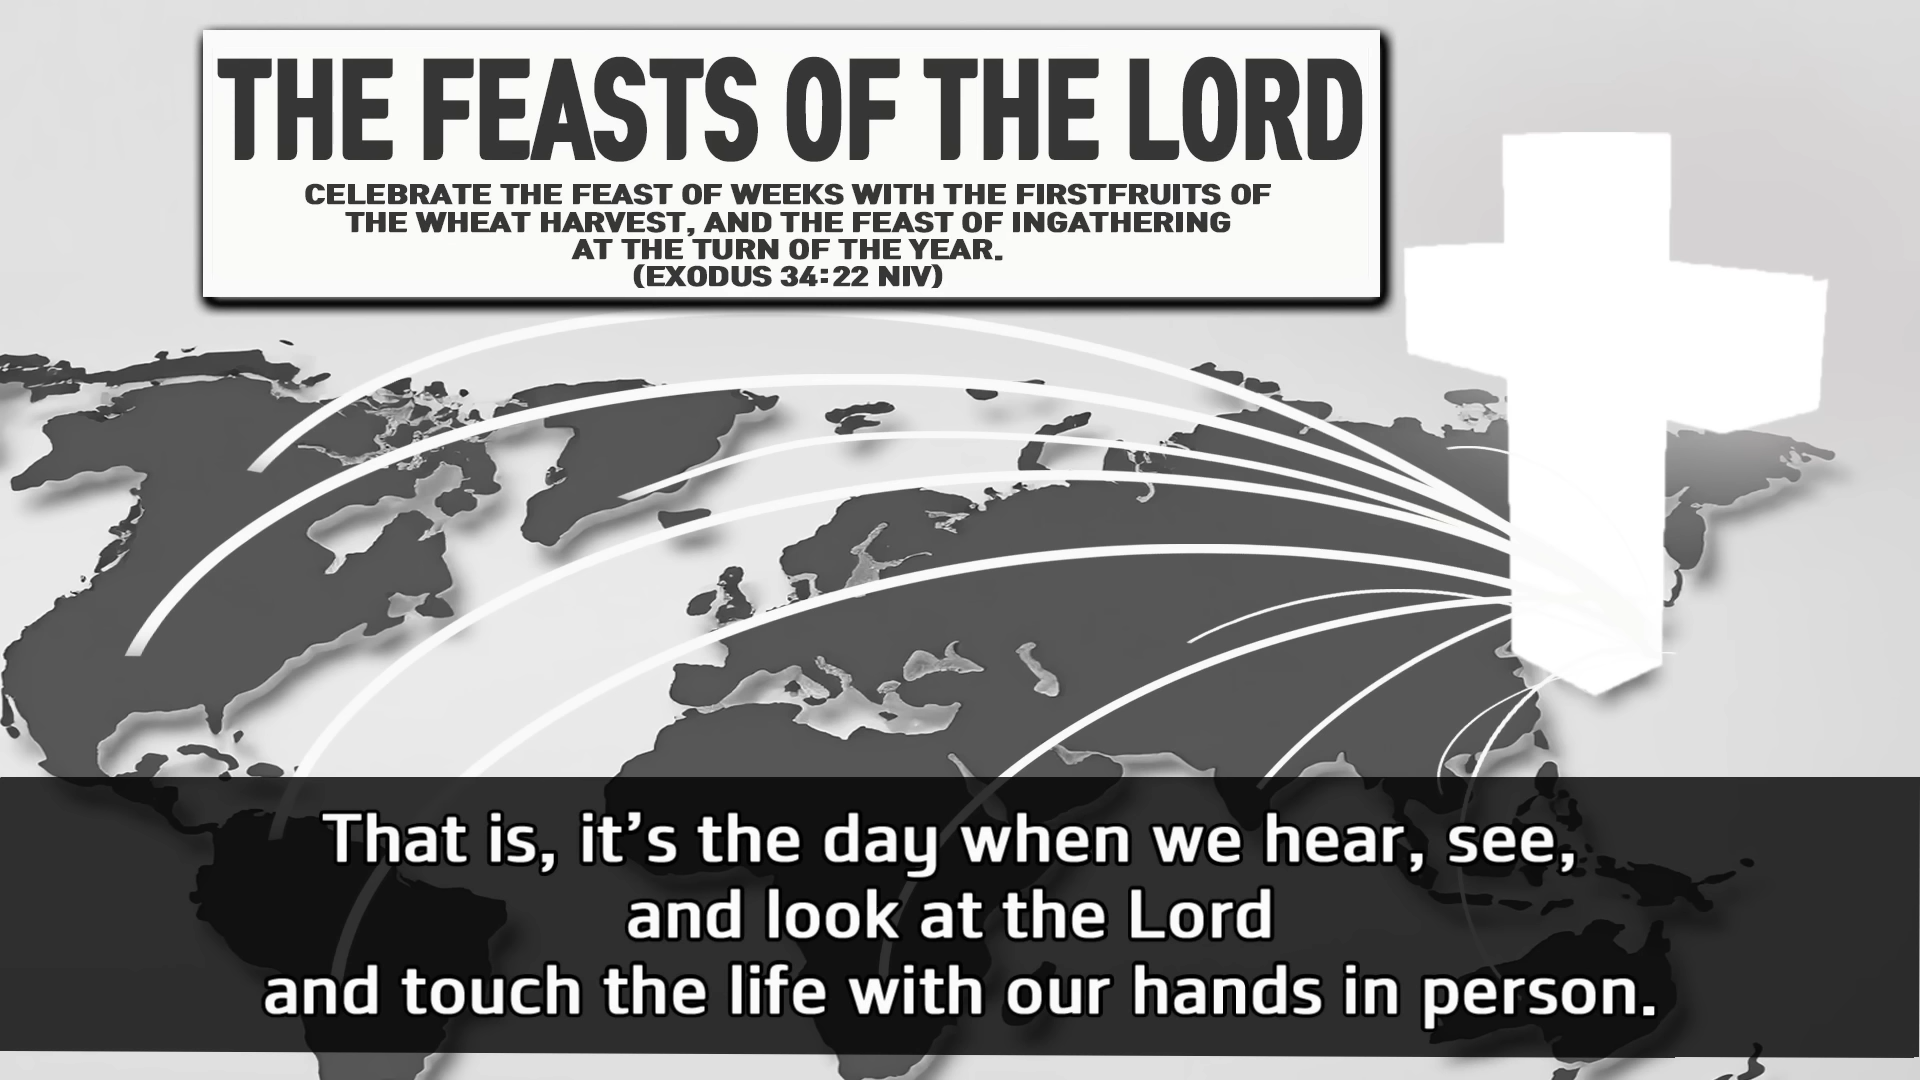 THE FEASTS OF THE LORD
CELEBRATE THE FEAST OF WEEKS WITH THE FIRSTFRUITS OF
THE WHEAT HARVEST, AND THE FEAST OF INGATHERING
AT THE TURN OF THE YEAR.
(EXODUS 34:22 NIV)
That is, it’s the day when we hear, see,
and look at the Lord
and touch the life with our hands in person.